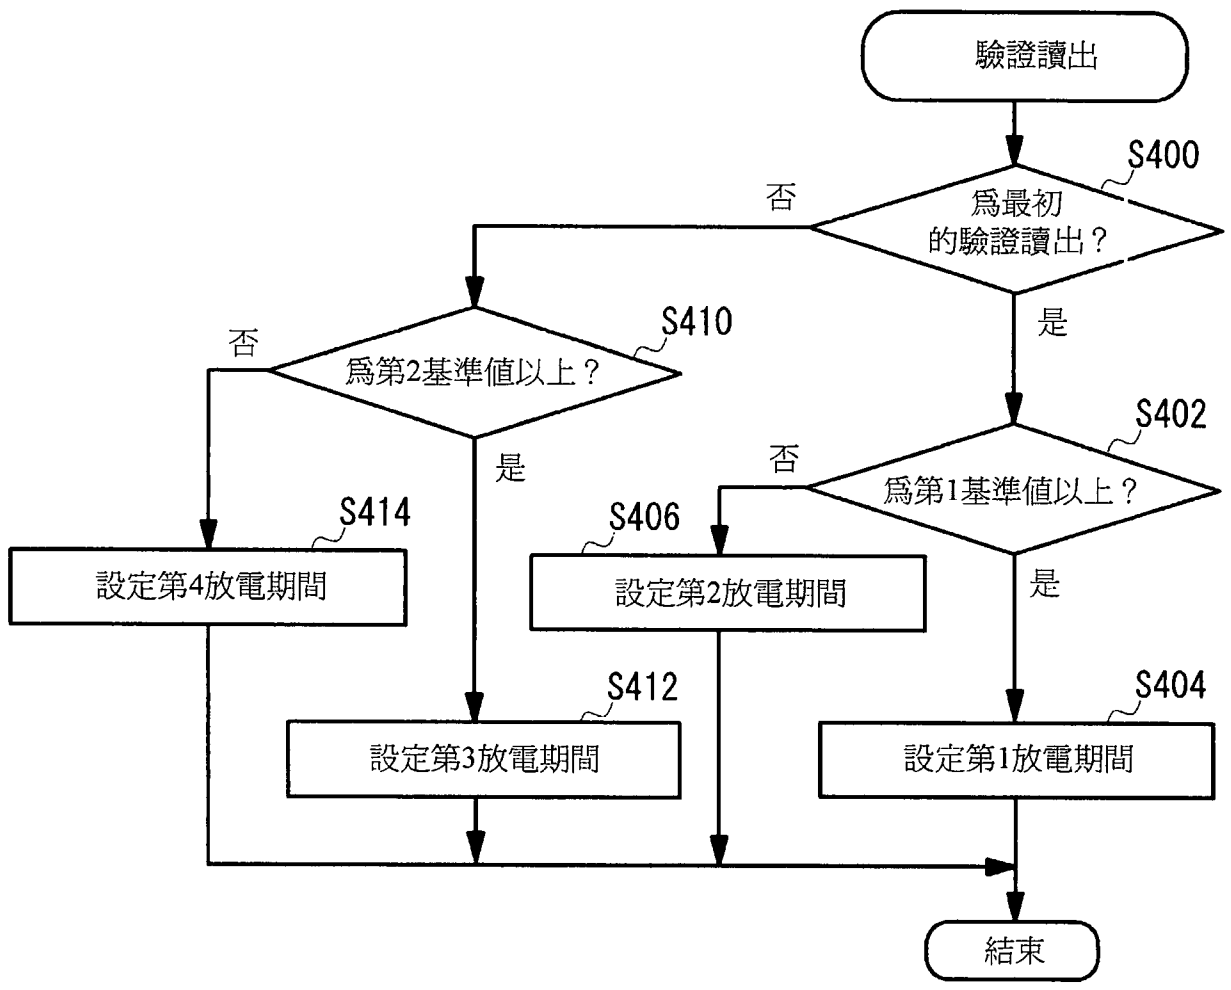 驗證讀出
S400
否
爲最初
的驗證讀出？
是
S410
否
爲第2基準值以上？
是
S402
否
爲第1基準值以上？
是
S414
設定第4放電期間
S406
設定第2放電期間
S412
設定第3放電期間
S404
設定第1放電期間
結束